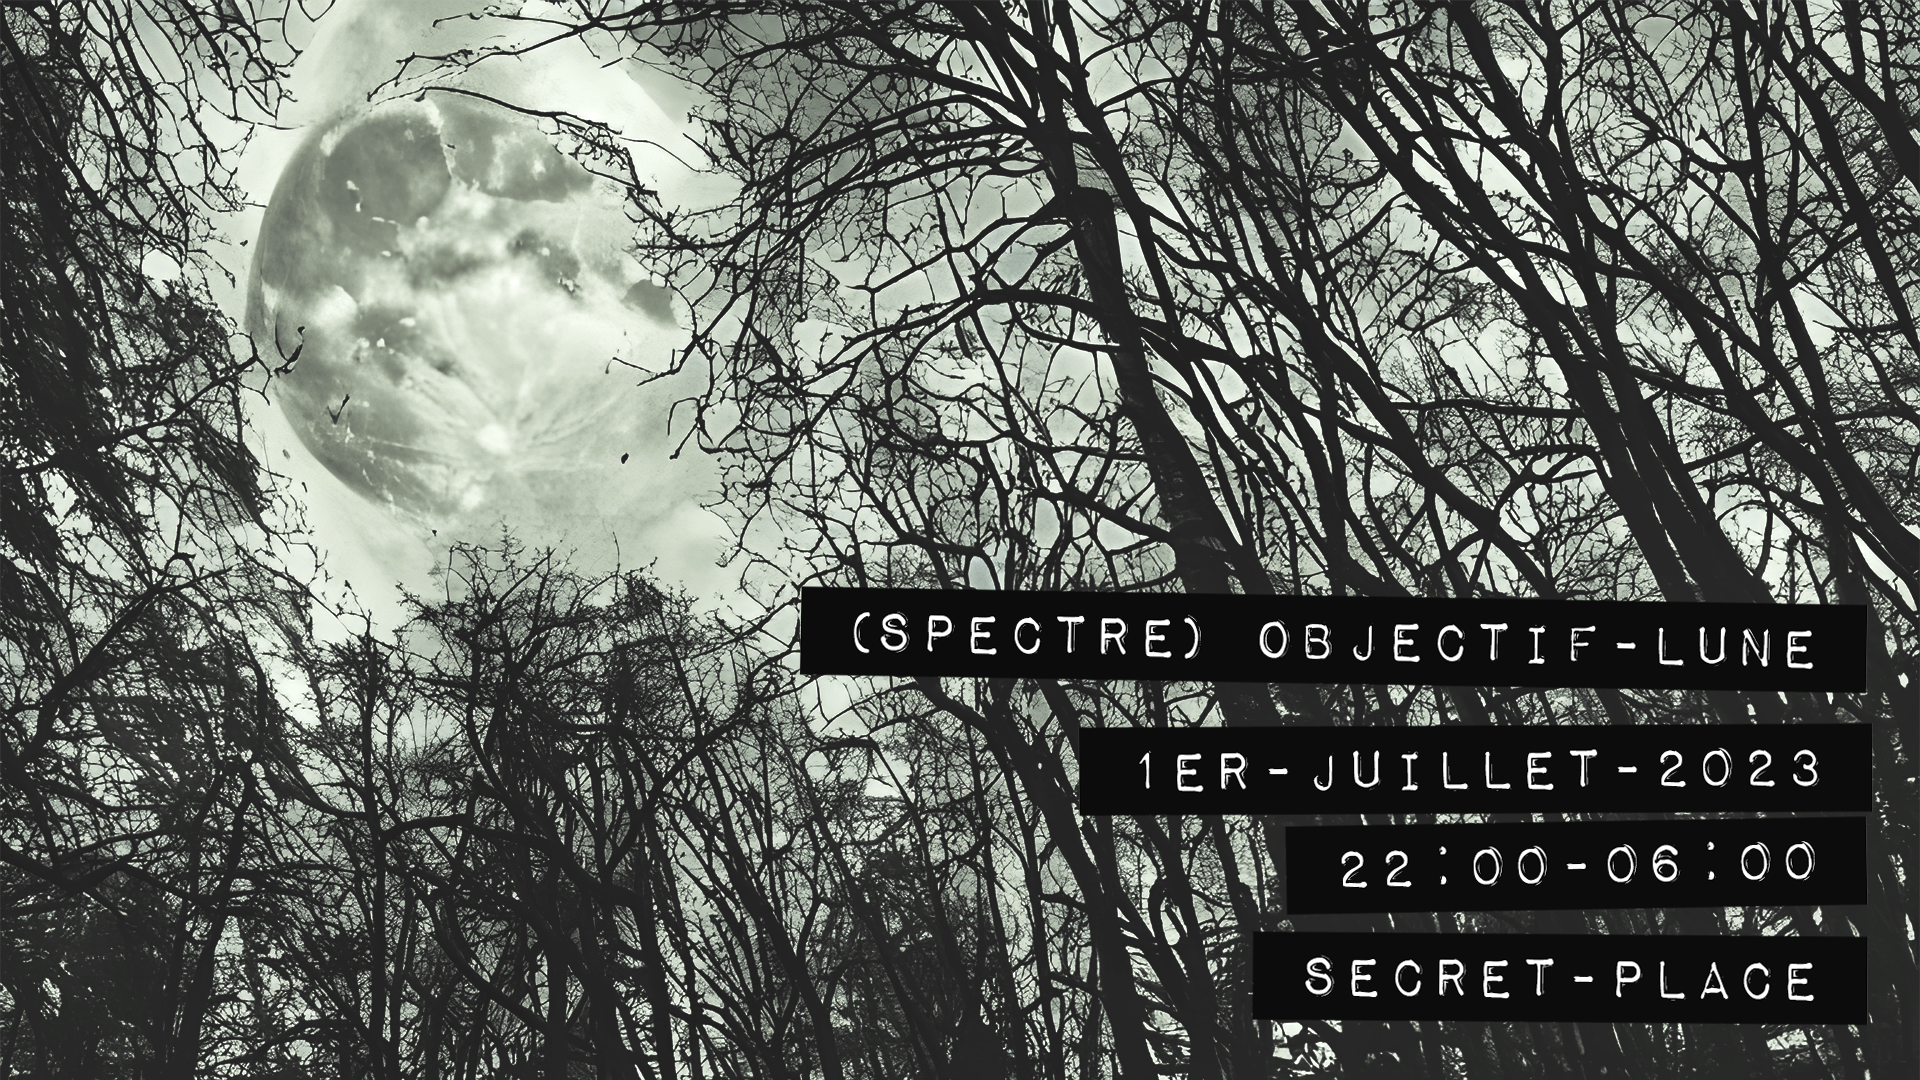 (SPECTRE) OBJECTIF-LUNE
1ER-JUILLET-2023
22:00-06:00
SECRET-PLACE